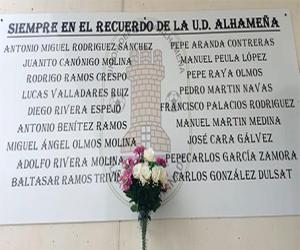 SIEMPRE EN EL RECUERDO DE LA U.D. ALHAMEÑA
ANTONIO MIGUEL RODRIGUEZ SÁNCHEZ
JUANITO CANÓNIGO MOLINA
RODRIGO RAMOS CRESPO
LUCAS VALLADARES RUIZ
DIEGO RIVERA ESPEJO
ANTONIO BENÍTEZ RAMOS
MIGUEL ÁNGEL OLMOS MOLINA
ADOLFO RIVERA MOLINA
BALTASAR RAMOS
PEPE ARANDA CONTRERAS
MANUEL PEULA LÓPEZ
PEPE RAYA OLMOS
PEDRO MARTIN NAVAS
FRANCISCO PALACIOS RODRIGUEZ
MANUEL MARTIN MEDINA
JOSÉ CARA GÁLVEZ
PEPECARLOS GARCÍA ZAMORA
CARLOS GONZÁLEZ DULSAT